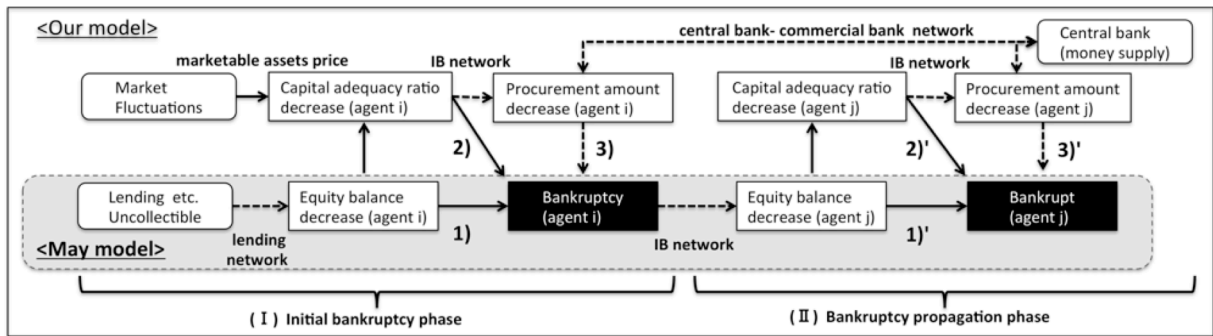 <Our model>
central bank- commercial bank network
Central bank
(money supply)
marketable assets price
IB network
IB network
Market
Fluctuations
Capital adequacy ratio
decrease (agent i)
Procurement amount
decrease (agent i)
Capital adequacy ratio
decrease (agent j)
Procurement amount
decrease (agent j)
2)
3)
2)'
3)'
Lending etc.
Uncollectible
Equity balance
decrease (agent i)
Bankruptcy
(agent i)
Equity balance
decrease (agent j)
Bankrupt
(agent j)
<May model>
lending
network
1)
IB network
1)'
( Ⅰ ) Initial bankruptcy phase
(Ⅱ) Bankruptcy propagation phase